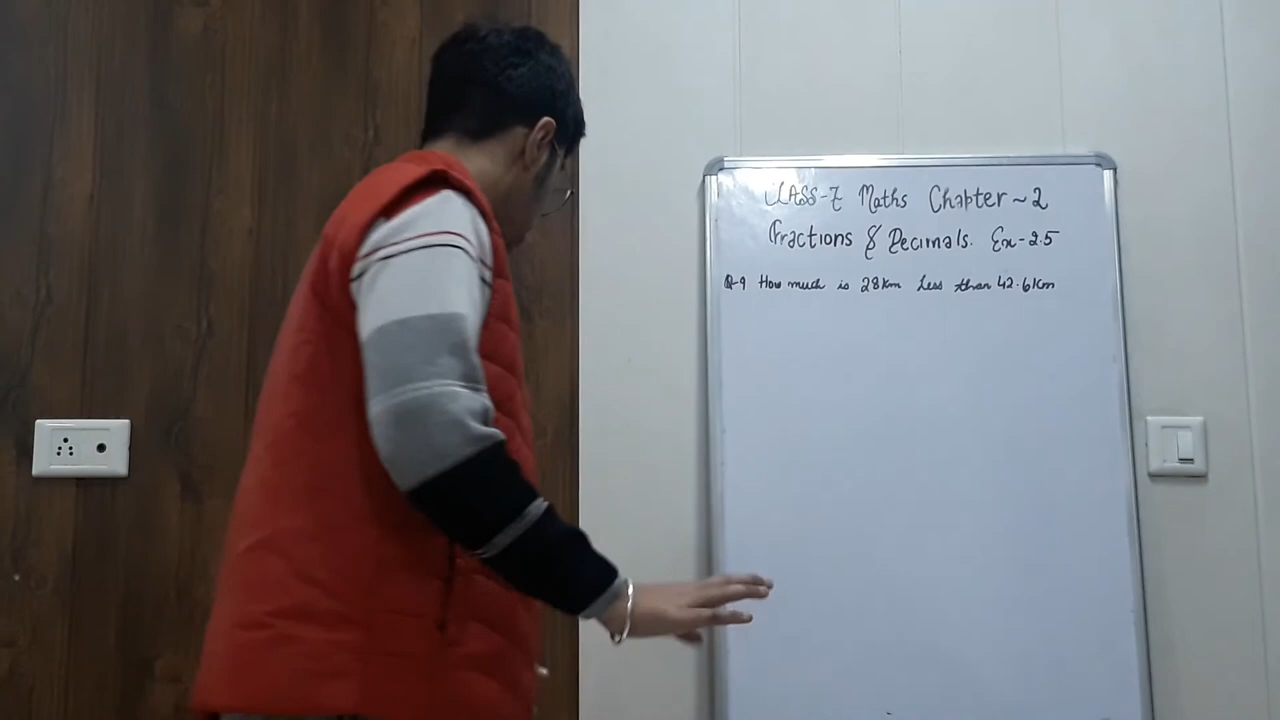 CLASS-7 Maths Chapter~2
Fractions & Decimals. Ex-2.5
Q-9 How much is 28km less than 42.6km